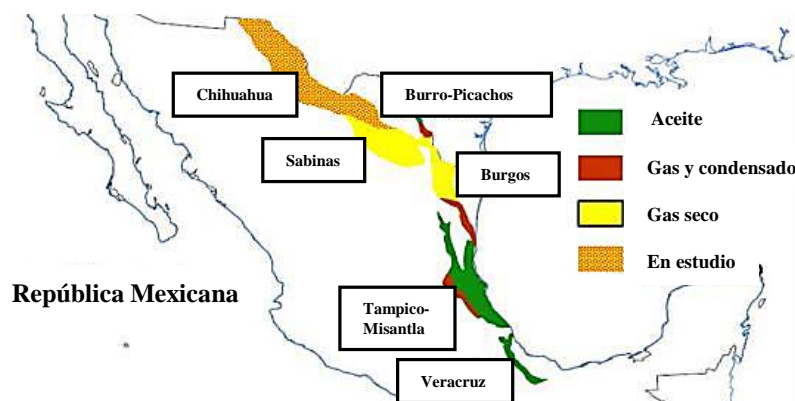 Chihuahua
Burro-Picachos
Sabinas
Burgos
Aceite
Gas y condensado
Gas seco
En estudio
República Mexicana
Tampico-
Misantla
Veracruz